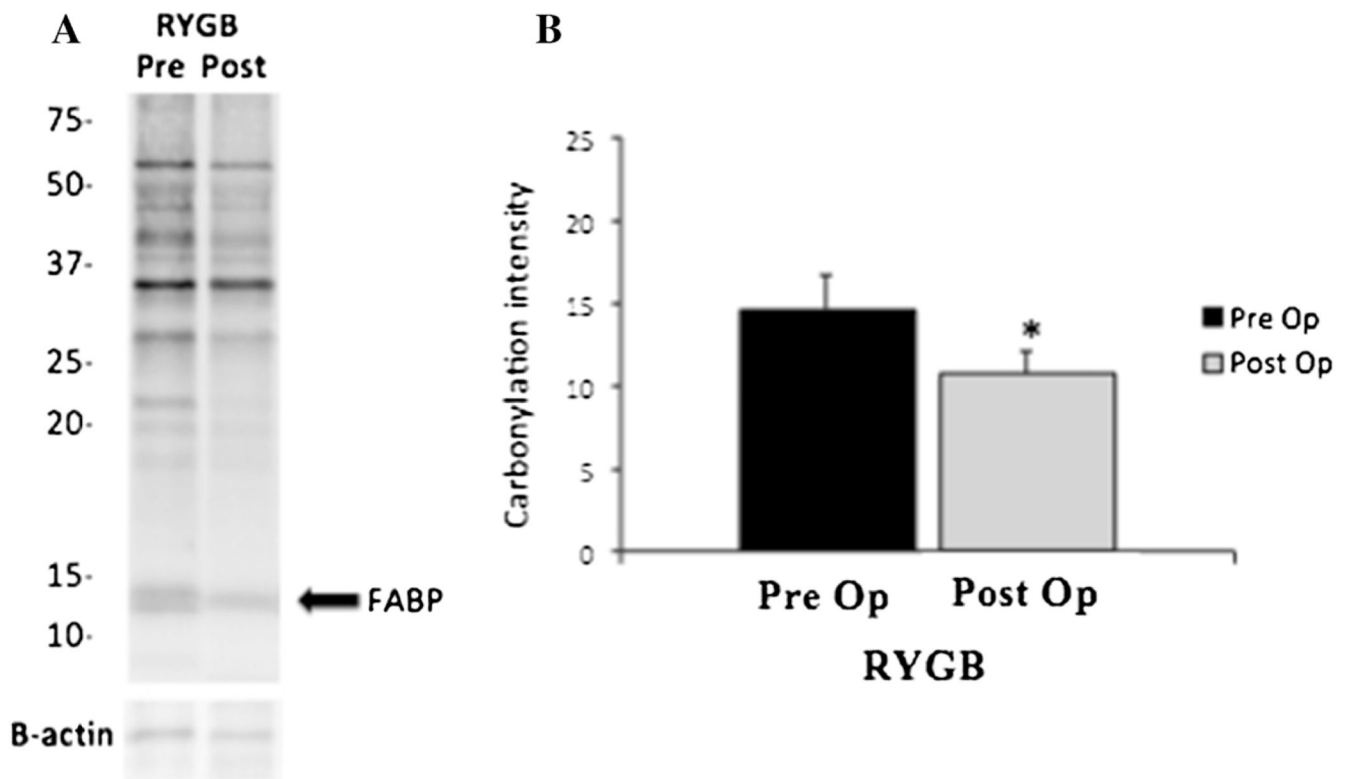 A
RYGB
Pre Post
75-
50-
37-
25-
20-
15-
10-
FABP
B-actin
B
25
20
15
10
5
0
Carbonylation intensity
*
Pre Op
Post Op
Pre Op Post Op
RYGB